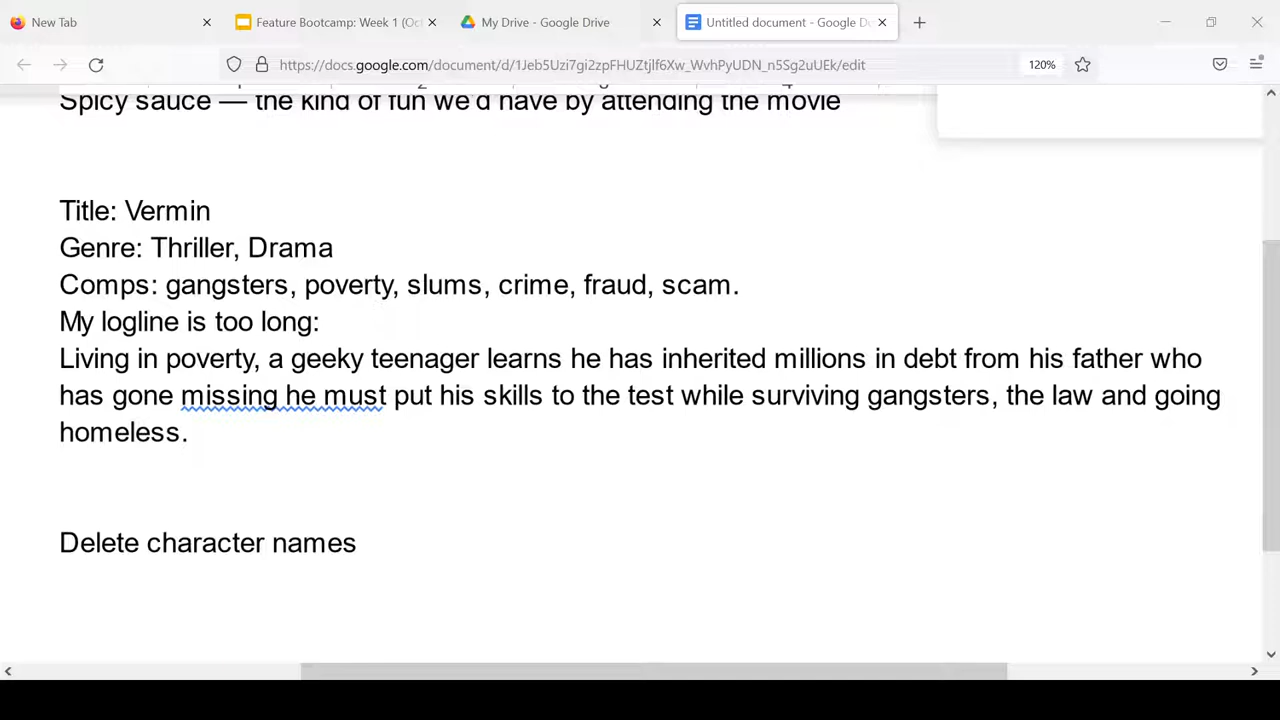 New Tab
Feature Bootcamp: Week 1 (Oc
My Drive - Google Drive
Untitled document - Google D
https://docs.google.com/document/d/1Jeb5Uzi7gi2zpFHUZtjlf6Xw_WvhPyUDN_n5Sg2uUEk/edit
120%
Spicy sauce — the kind of fun we'd have by attending the movie
Title: Vermin
Genre: Thriller, Drama
Comps: gangsters, poverty, slums, crime, fraud, scam.
My logline is too long:
Living in poverty, a geeky teenager learns he has inherited millions in debt from his father who
has gone missing he must put his skills to the test while surviving gangsters, the law and going
homeless.
Delete character names